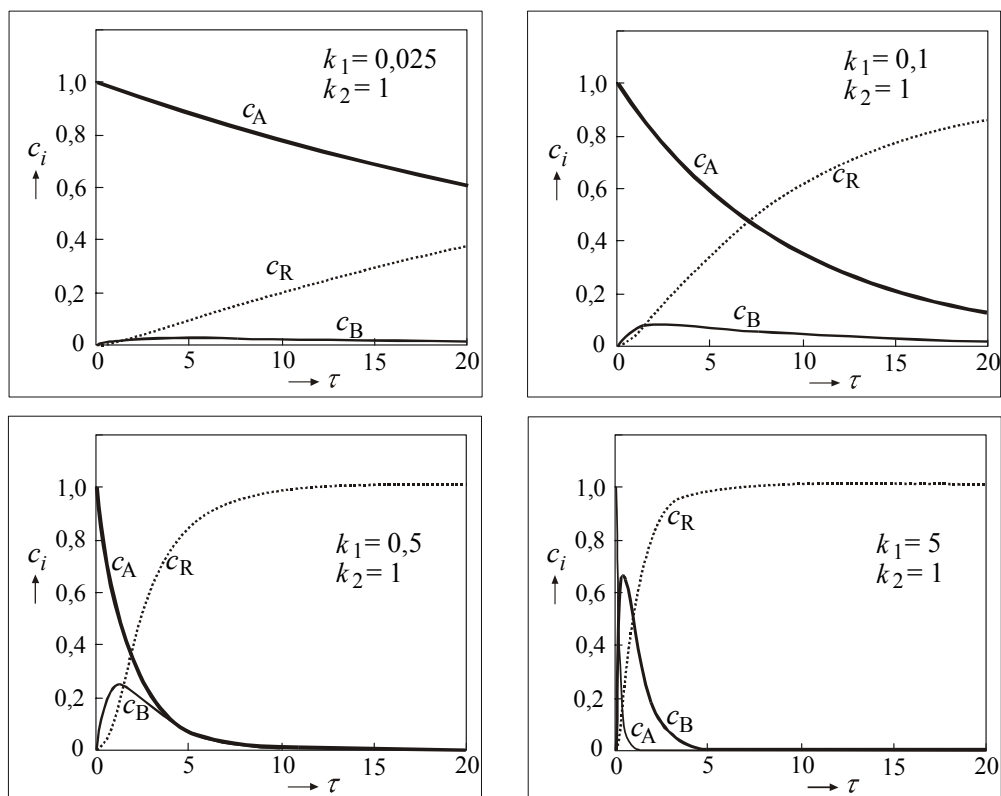 k1 = 0,025
k2 = 1
1,0
0,8
0,6
0,4
0,2
0
ci
cA
cR
cB
0 5 10 15 20
τ
k1 = 0,1
k2 = 1
1,0
0,8
0,6
0,4
0,2
0
ci
cA
cR
cB
0 5 10 15 20
τ
1,0
0,8
0,6
0,4
0,2
0
ci
cA
cR
cB
k1 = 0,5
k2 = 1
0 5 10 15 20
τ
1,0
0,8
0,6
0,4
0,2
0
ci
cR
k1 = 5
k2 = 1
cA
cB
0 5 10 15 20
τ